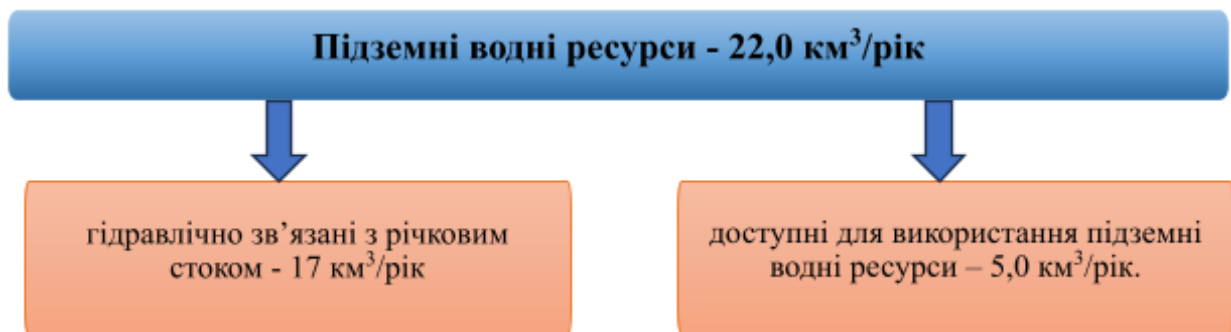 Підземні водні ресурси - 22,0 км³/рік
гідравлічно зв’язані з річковим
стоком - 17 км³/рік
доступні для використання підземні
водні ресурси – 5,0 км³/рік.